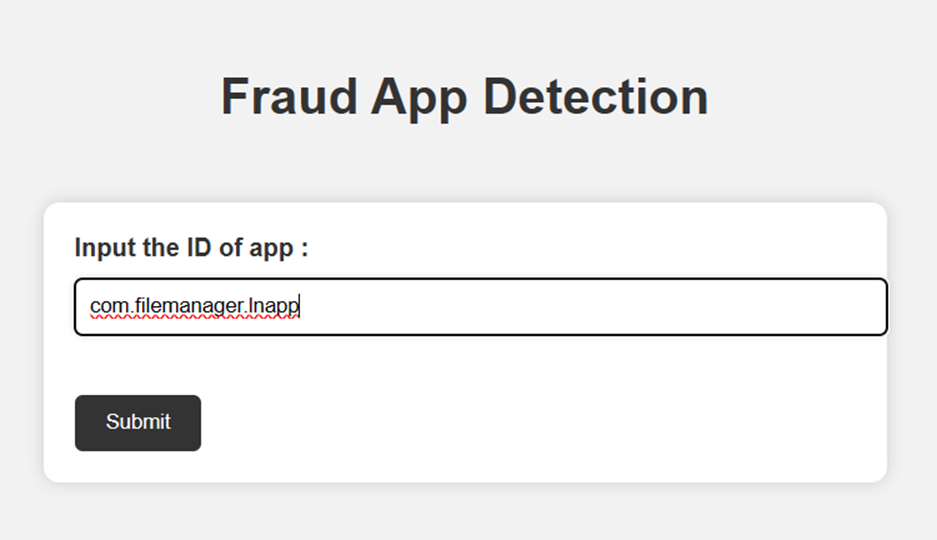 Fraud App Detection
Input the ID of app :
com.filemanager.lnapp
Submit